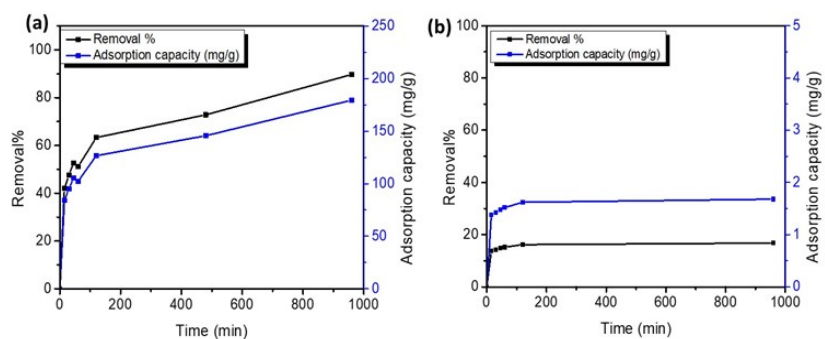 (a)
Removal %
Adsorption capacity (mg/g)
100
80
60
40
20
0
Removal%
250
200
150
100
50
0
Adsorption capacity (mg/g)
0 200 400 600 800 1000
Time (min)
(b)
Removal %
Adsorption capacity (mg/g)
100
80
60
40
20
0
Removal%
5
4
3
2
1
0
Adsorption capacity (mg/g)
0 200 400 600 800 1000
Time (min)